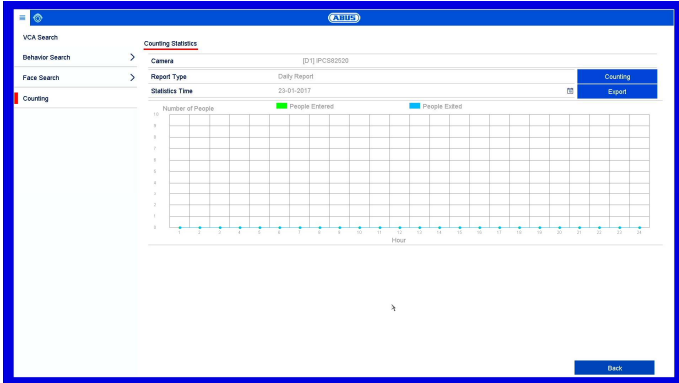 ABUS
VCA Search
Counting Statistics
Behavior Search
Camera [D1] IPCS82520
Face Search
Report Type Daily Report Counting
Statistics Time 23-01-2017 Export
Counting
Number of People People Entered People Exited
10
9
8
7
6
5
4
3
2
1
0
1 2 3 4 5 6 7 8 9 10 11 12 13 14 15 16 17 18 19 20 21 22 23 24
Hour
Back